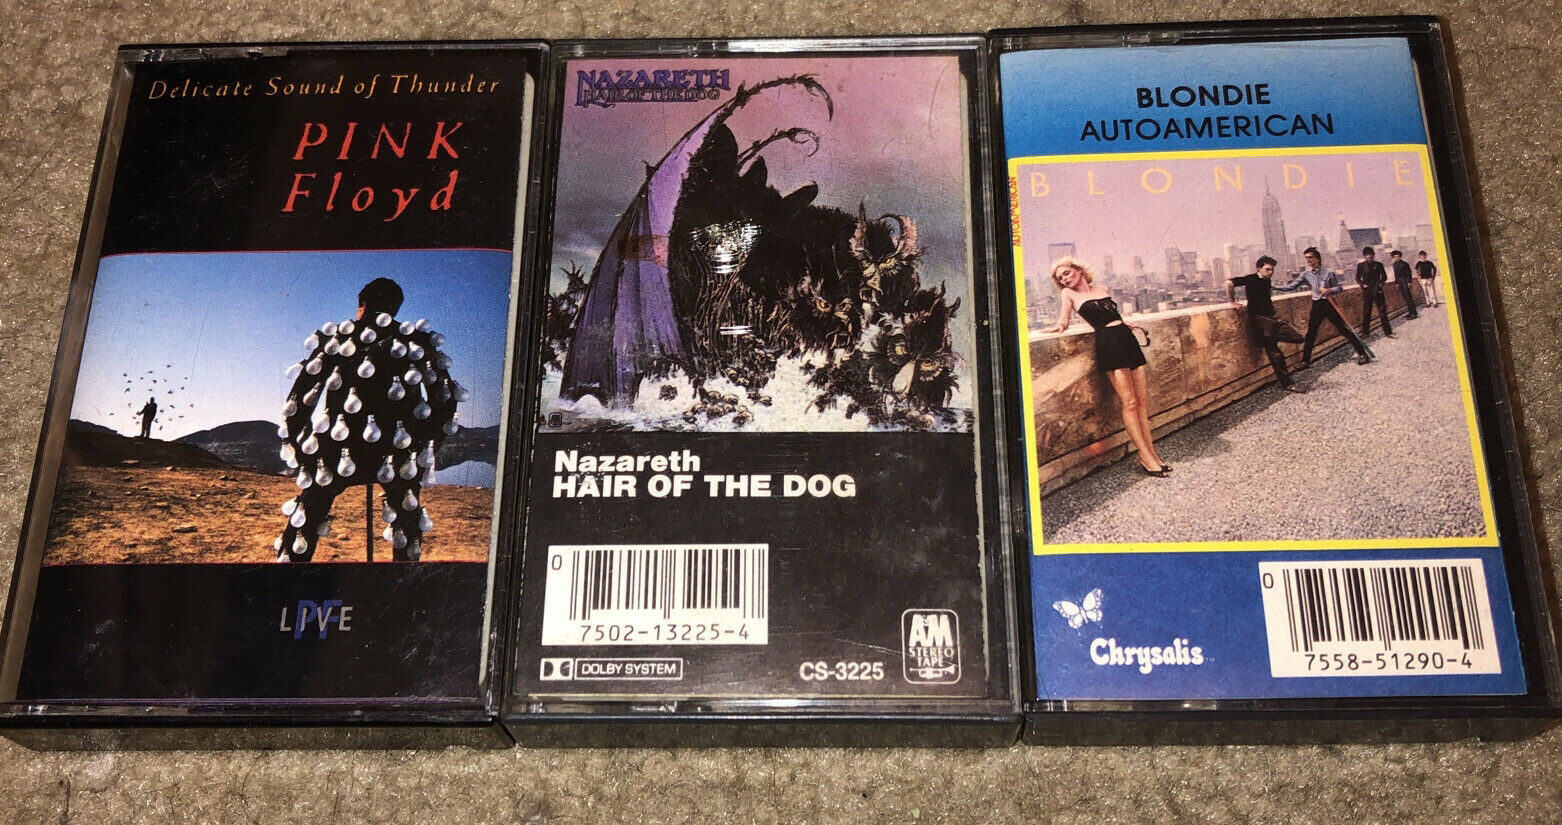 Delicate Sound of Thunder
PINK
Floyd
PF
LIVE
NAZARETH
HAIR OF THE DOG
Nazareth
HAIR OF THE DOG
0
7502-13225-4
DOLBY SYSTEM
CS-3225
A&M
STEREO
TAPE
BLONDIE
AUTOAMERICAN
BLONDIE
AUTOAMERICAN
Chrysalis
0
7558-51290-4